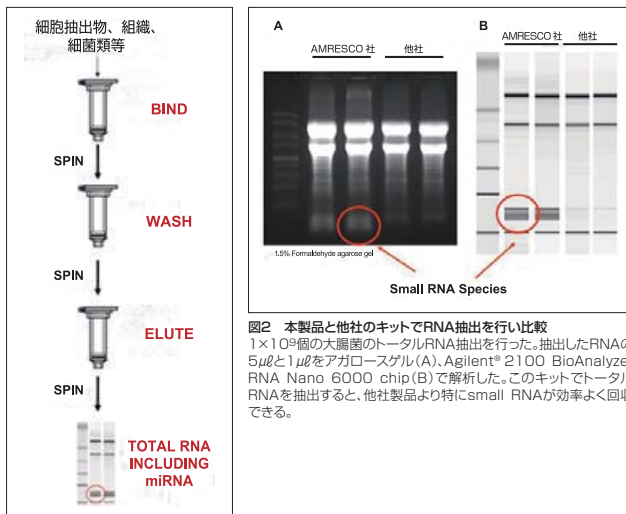 細胞抽出物、組織、
細菌類等
BIND
SPIN
WASH
SPIN
ELUTE
SPIN
TOTAL RNA
INCLUDING
miRNA
A
AMRESCO 社 他社
B
AMRESCO 社 他社
1.5% Formaldehyde agarose gel
Small RNA Species
図2 本製品と他社のキットでRNA抽出を行い比較
1×10⁹個の大腸菌のトータルRNA抽出を行った。抽出したRNAの
5μℓと1μℓをアガロースゲル(A)、Agilent® 2100 BioAnalyze
RNA Nano 6000 chip(B)で解析した。このキットでトータル
RNAを抽出すると、他社製品より特にsmall RNAが効率よく回収
できる。